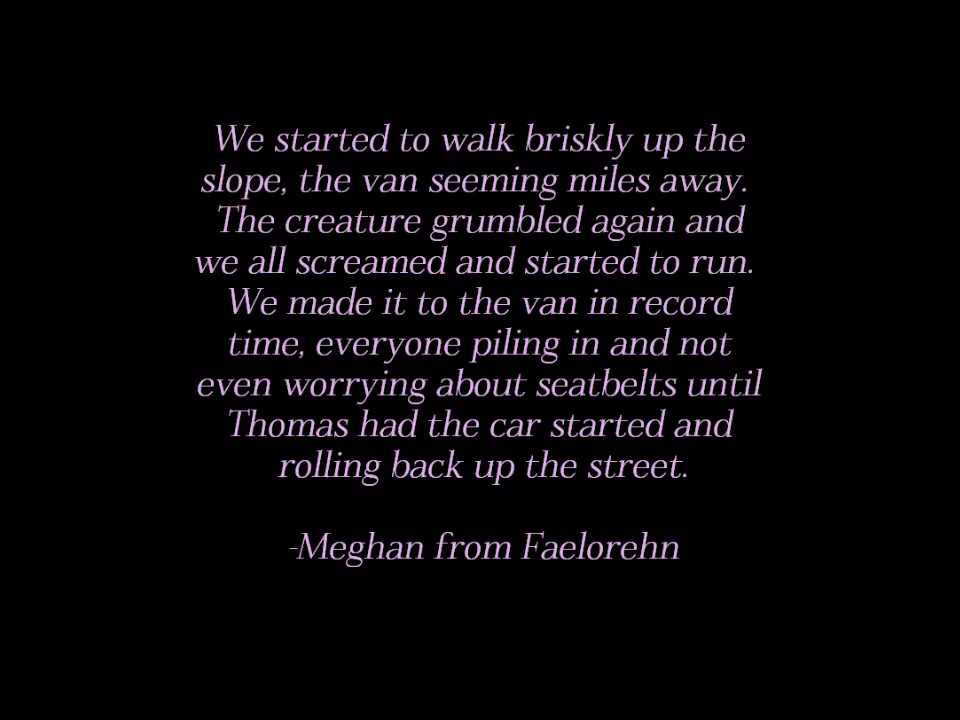 We started to walk briskly up the
slope, the van seeming miles away.
The creature grumbled again and
we all screamed and started to run.
We made it to the van in record
time, everyone piling in and not
even worrying about seatbelts until
Thomas had the car started and
rolling back up the street.
-Meghan from Faelorehn